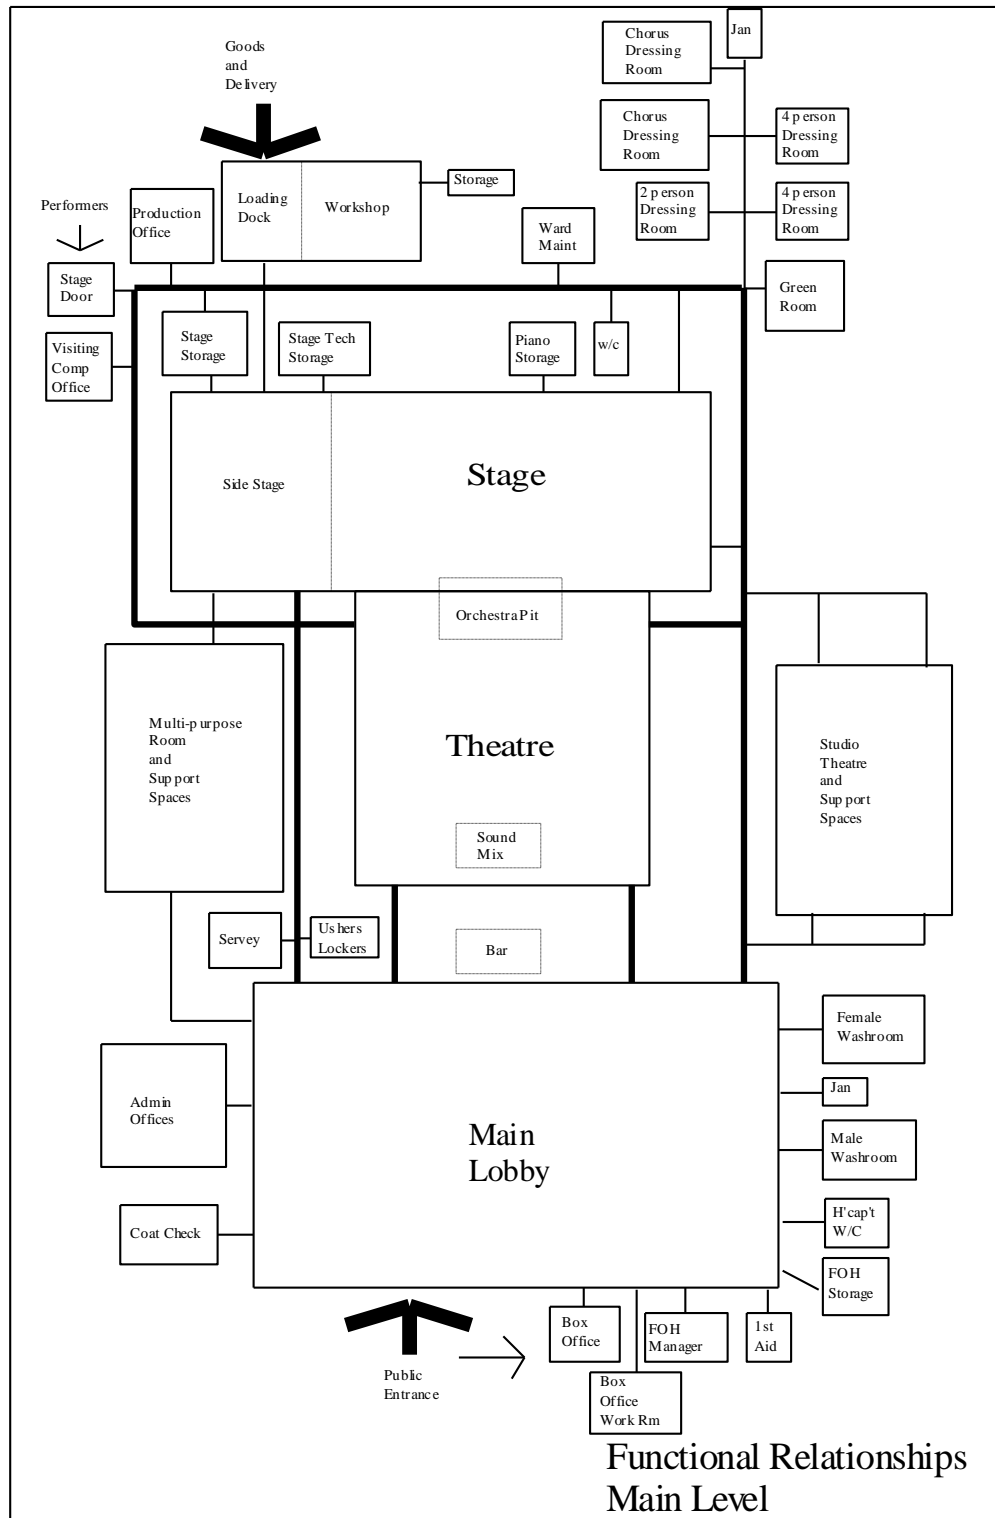 Goods
and
Delivery
Chorus
Dressing
Room
Jan
Chorus
Dressing
Room
4 person
Dressing
Room
Performers
Production
Office
Loading
Dock
Workshop
Storage
2 person
Dressing
Room
4 person
Dressing
Room
Ward
Maint
Stage
Door
Green
Room
Visiting
Comp
Office
Stage
Storage
Stage Tech
Storage
Piano
Storage
w/c
Side Stage
Stage
Orchestra Pit
Multi-purpose
Room
and
Support
Spaces
Theatre
Studio
Theatre
and
Support
Spaces
Sound
Mix
Servey
Ushers
Lockers
Bar
Female
Washroom
Admin
Offices
Main
Lobby
Jan
Male
Washroom
Coat Check
H'cap't
W/C
FOH
Storage
Public
Entrance
Box
Office
FOH
Manager
1st
Aid
Box
Office
Work Rm
Functional Relationships
Main Level